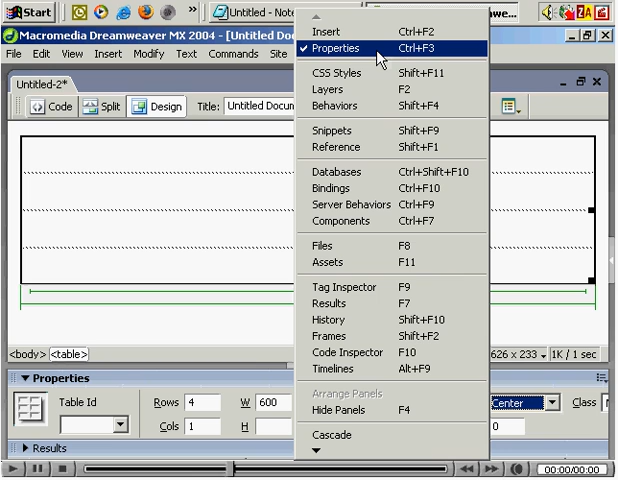 Start » Untitled - Note we...
Macromedia Dreamweaver MX 2004 - [Untitled Do
File Edit View Insert Modify Text Commands Site
Untitled-2*
Code Split Design Title: Untitled Docum
Insert Ctrl+F2
Properties Ctrl+F3
CSS Styles Shift+F11
Layers F2
Behaviors Shift+F4
Snippets Shift+F9
Reference Shift+F1
Databases Ctrl+Shift+F10
Bindings Ctrl+F10
Server Behaviors Ctrl+F9
Components Ctrl+F7
Files F8
Assets F11
Tag Inspector F9
Results F7
History Shift+F10
Frames Shift+F2
Code Inspector F10
Timelines Alt+F9
Arrange Panels
Hide Panels F4
Cascade
<body> <table> 626 x 233 1K / 1 sec
Properties
Table Id Rows 4 W 600 Center Class
Cols 1 H 0
Results
00:00/00:00